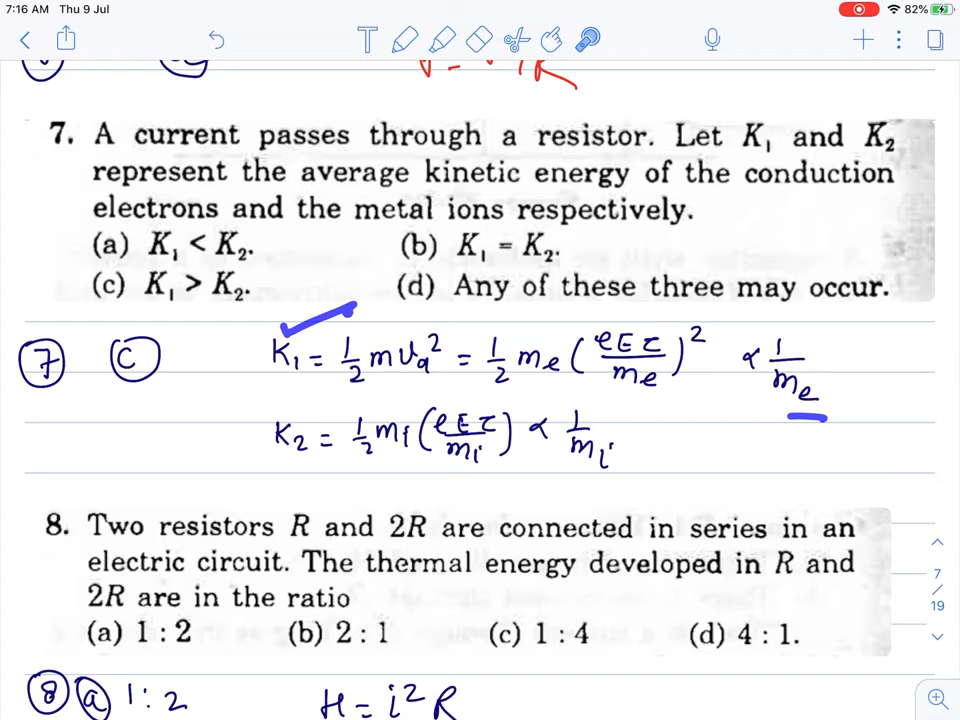 7:16 AM Thu 9 Jul 82%
7. A current passes through a resistor. Let K₁ and K₂
represent the average kinetic energy of the conduction
electrons and the metal ions respectively.
(a) K₁ < K₂. (b) K₁ = K₂.
(c) K₁ > K₂. (d) Any of these three may occur.
7 C K₁ = 1/2 m v_d² = 1/2 mₑ (eEτ/mₑ)² ∝ 1/mₑ
K₂ = 1/2 mᵢ (eEτ/mᵢ) ∝ 1/mᵢ
8. Two resistors R and 2R are connected in series in an
electric circuit. The thermal energy developed in R and
2R are in the ratio
(a) 1 : 2 (b) 2 : 1 (c) 1 : 4 (d) 4 : 1.
7
/
19
8 a 1 : 2 H = i² R